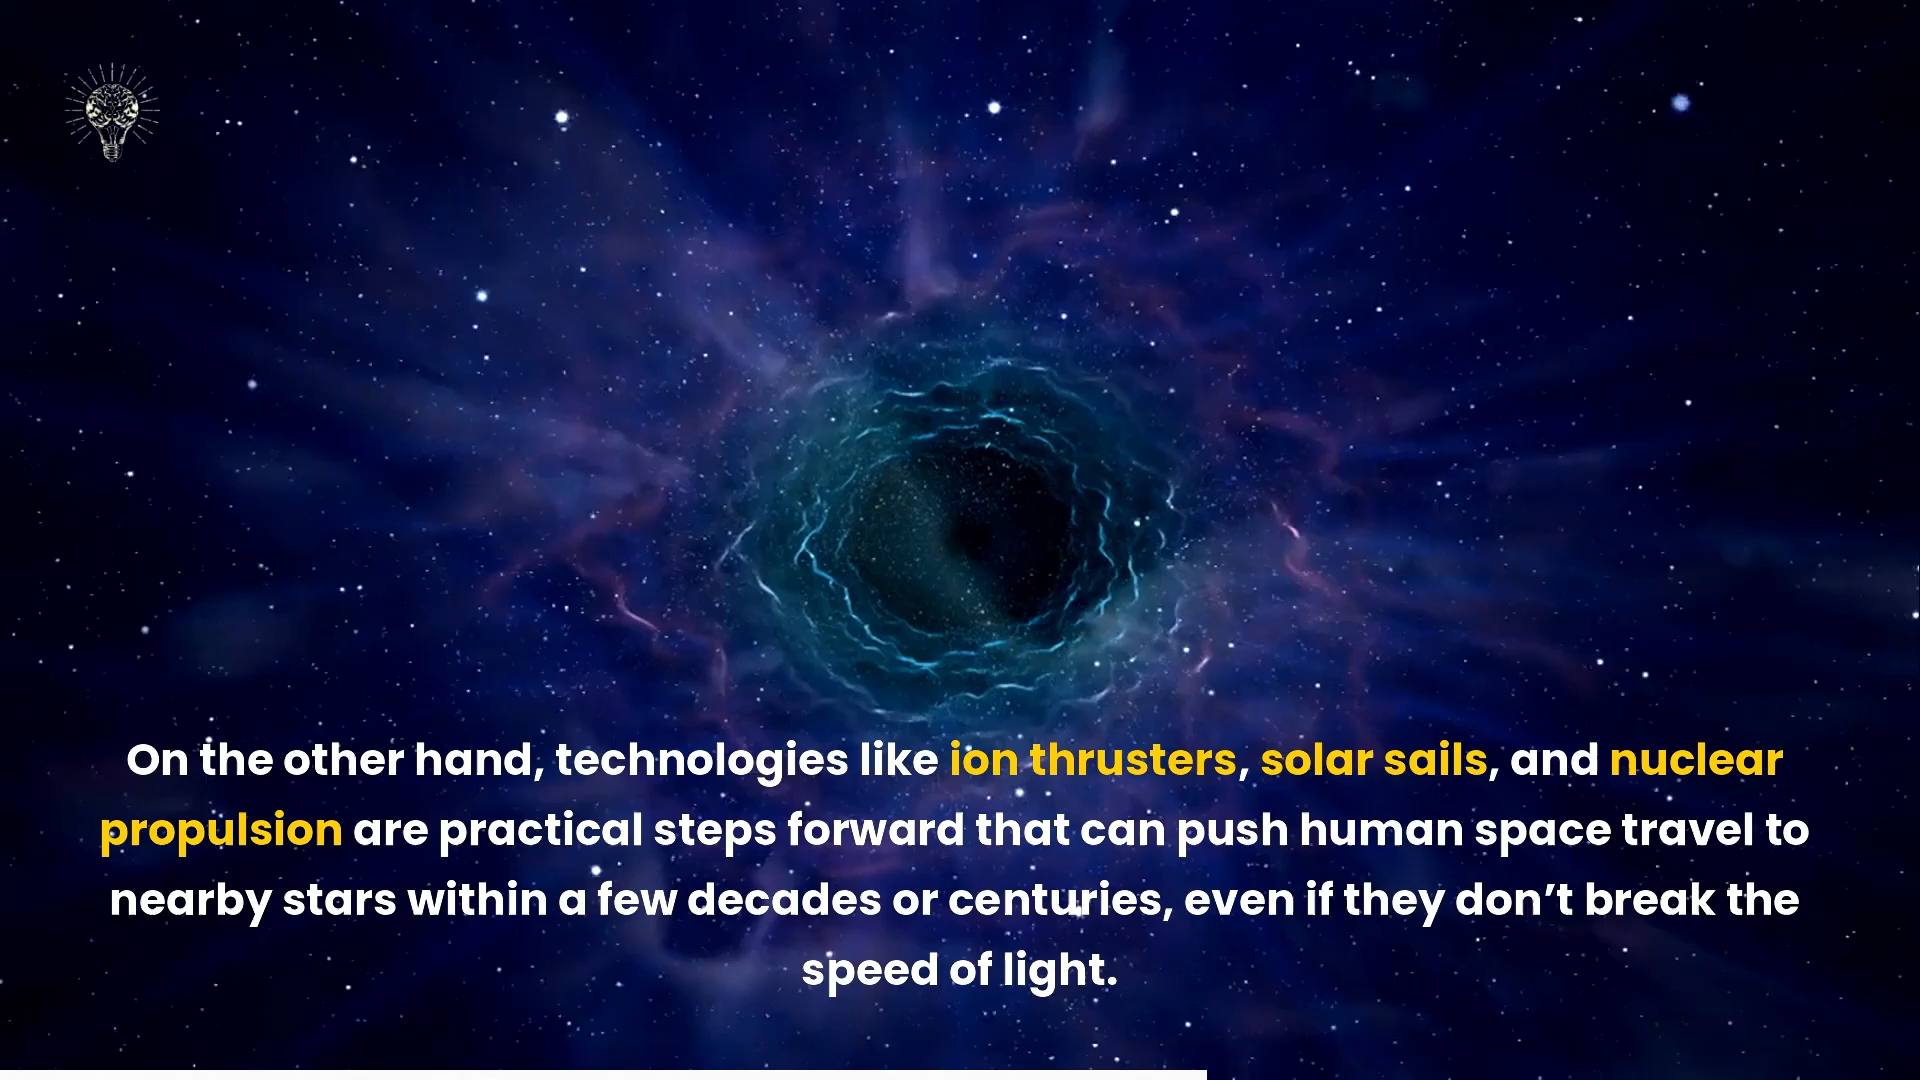 On the other hand, technologies like ion thrusters, solar sails, and nuclear
propulsion are practical steps forward that can push human space travel to
nearby stars within a few decades or centuries, even if they don’t break the
speed of light.